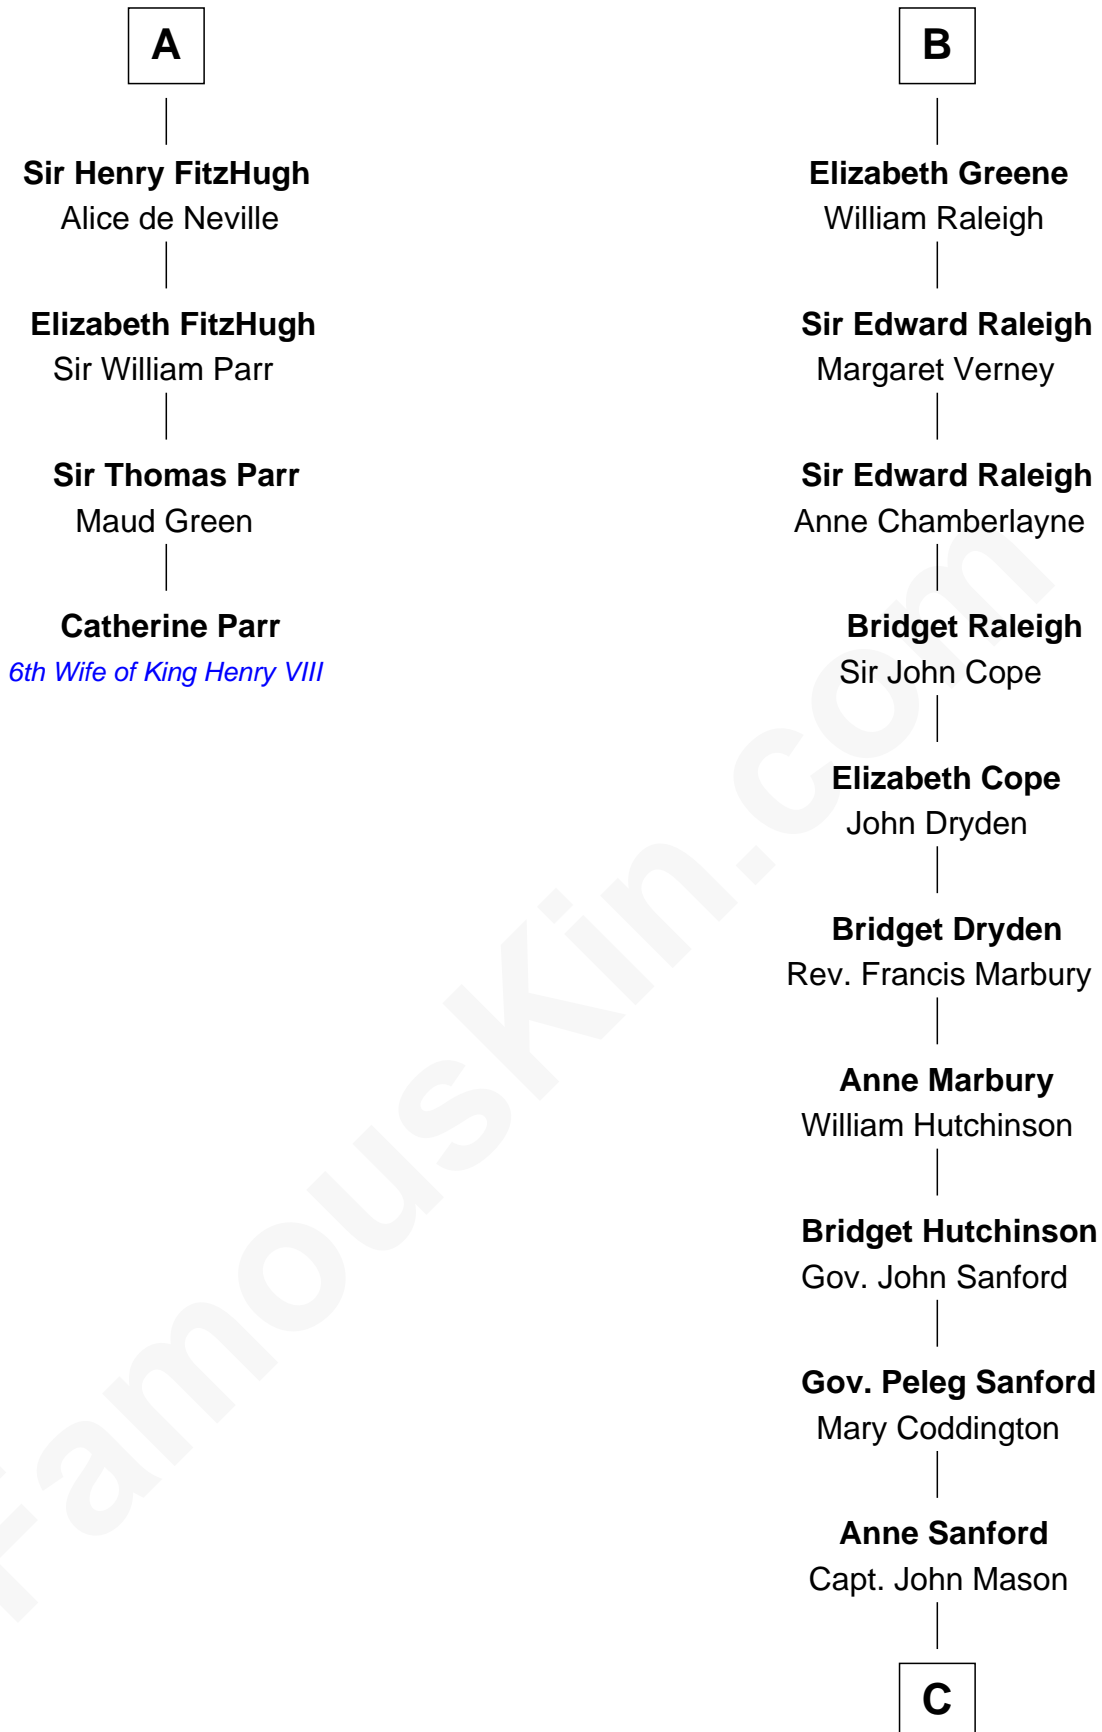 A
Sir Henry FitzHugh
Alice de Neville
Elizabeth FitzHugh
Sir William Parr
Sir Thomas Parr
Maud Green
Catherine Parr
6th Wife of King Henry VIII
B
Elizabeth Greene
William Raleigh
Sir Edward Raleigh
Margaret Verney
Sir Edward Raleigh
Anne Chamberlayne
Bridget Raleigh
Sir John Cope
Elizabeth Cope
John Dryden
Bridget Dryden
Rev. Francis Marbury
Anne Marbury
William Hutchinson
Bridget Hutchinson
Gov. John Sanford
Gov. Peleg Sanford
Mary Coddington
Anne Sanford
Capt. John Mason
C
FamousKin.com